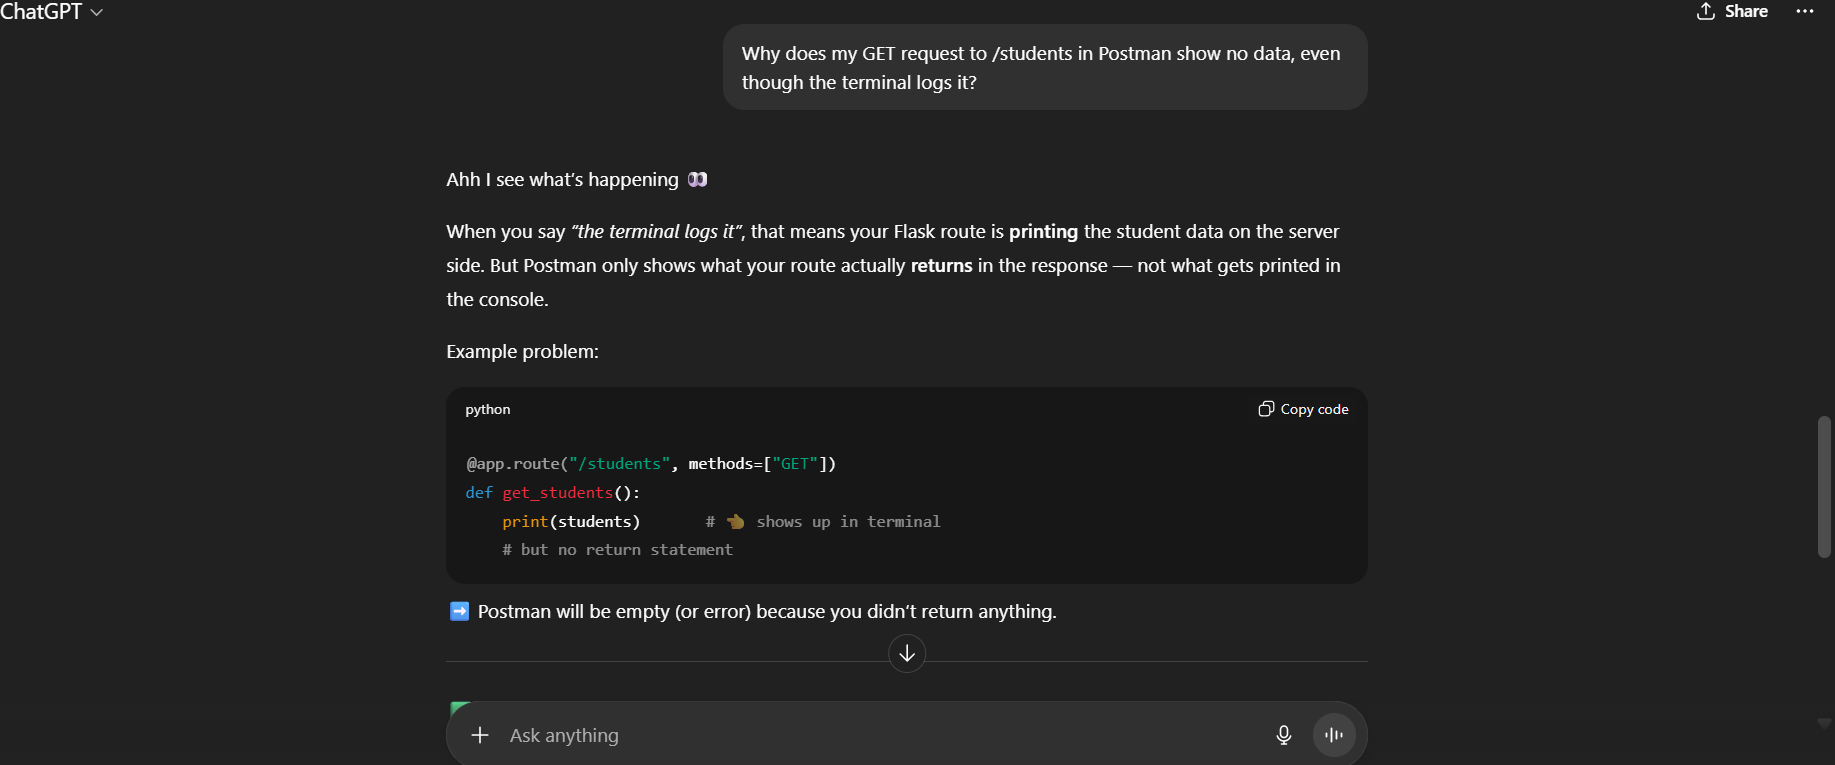 ChatGPT
Share
Why does my GET request to /students in Postman show no data, even
though the terminal logs it?
Ahh I see what’s happening 👀
When you say “the terminal logs it”, that means your Flask route is printing the student data on the server
side. But Postman only shows what your route actually returns in the response — not what gets printed in
the console.
Example problem:
python
Copy code
@app.route("/students", methods=["GET"])
def get_students():
    print(students)       # 👈 shows up in terminal
    # but no return statement
➡️ Postman will be empty (or error) because you didn’t return anything.
Ask anything